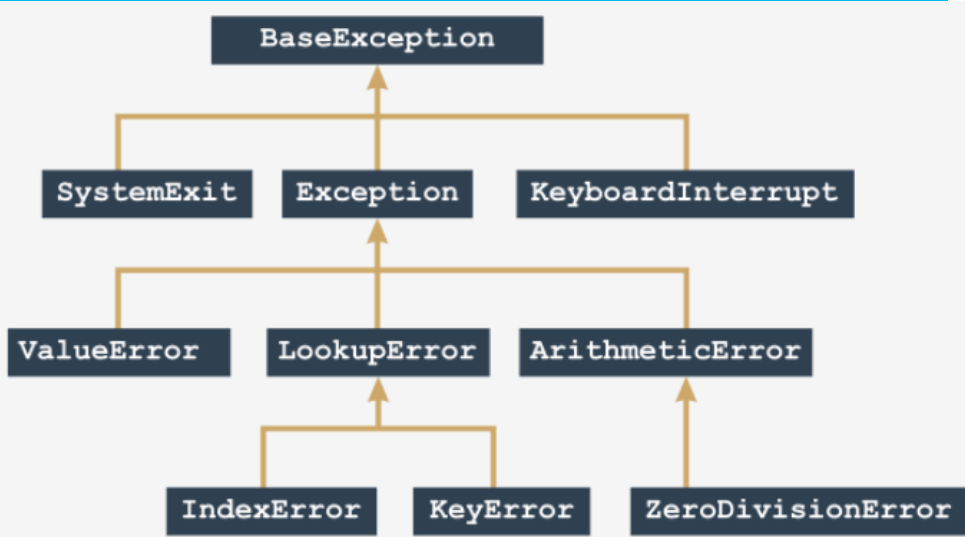 BaseException
SystemExit Exception KeyboardInterrupt
ValueError LookupError ArithmeticError
IndexError KeyError ZeroDivisionError